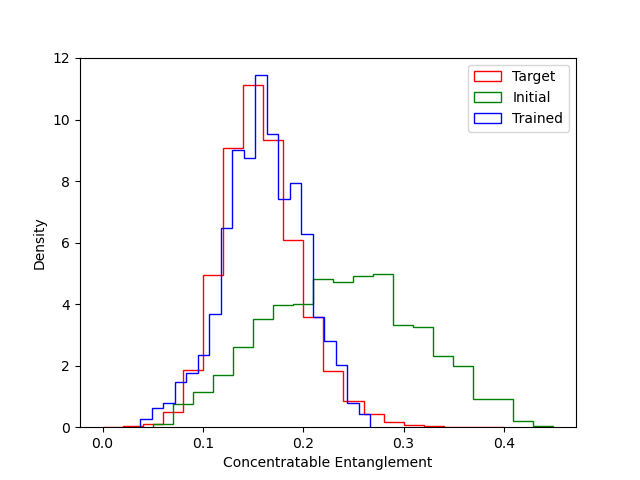 Target
Initial
Trained
12
10
8
6
4
2
0
Density
0.0 0.1 0.2 0.3 0.4
Concentratable Entanglement